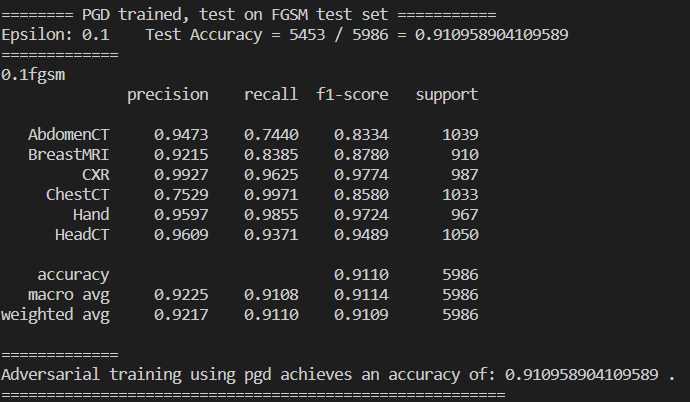 ======== PGD trained, test on FGSM test set ===========
Epsilon: 0.1    Test Accuracy = 5453 / 5986 = 0.910958904109589
=============
0.1fgsm
              precision    recall  f1-score   support

   AbdomenCT     0.9473    0.7440    0.8334      1039
   BreastMRI     0.9215    0.8385    0.8780       910
         CXR     0.9927    0.9625    0.9774       987
     ChestCT     0.7529    0.9971    0.8580      1033
        Hand     0.9597    0.9855    0.9724       967
      HeadCT     0.9609    0.9371    0.9489      1050

    accuracy                         0.9110      5986
   macro avg     0.9225    0.9108    0.9114      5986
weighted avg     0.9217    0.9110    0.9109      5986

=============
Adversarial training using pgd achieves an accuracy of: 0.910958904109589 .
========================================================